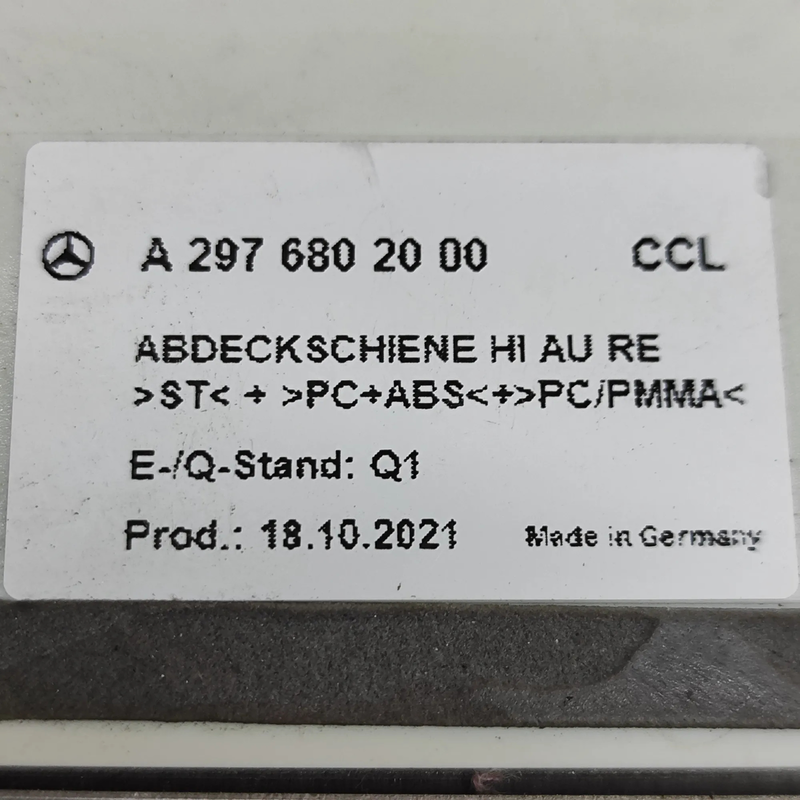 A 297 680 20 00 CCL
ABDECKSCHIENE HI AU RE
>ST< + >PC+ABS<+>PC/PMMA<
E-/Q-Stand: Q1
Prod.: 18.10.2021 Made in Germany